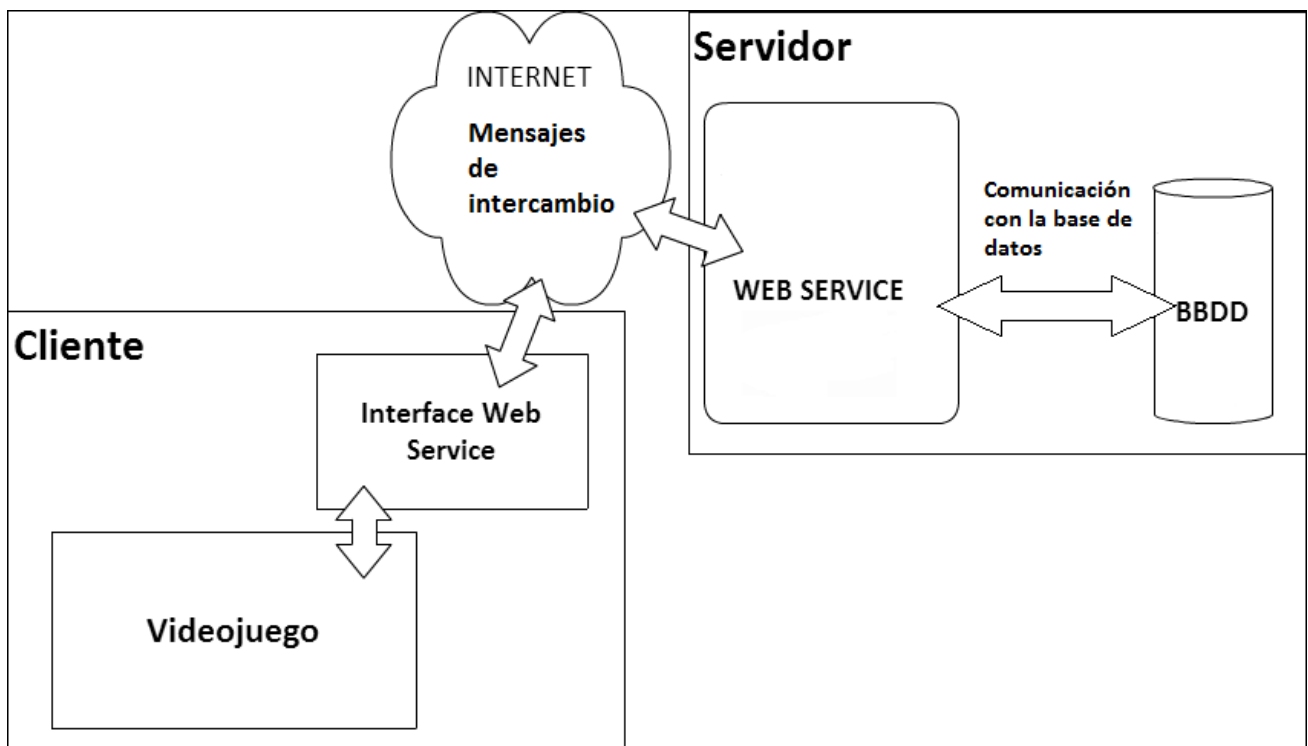 INTERNET
Mensajes
de
intercambio
Servidor
WEB SERVICE
Comunicación
con la base de
datos
BBDD
Cliente
Interface Web
Service
Videojuego